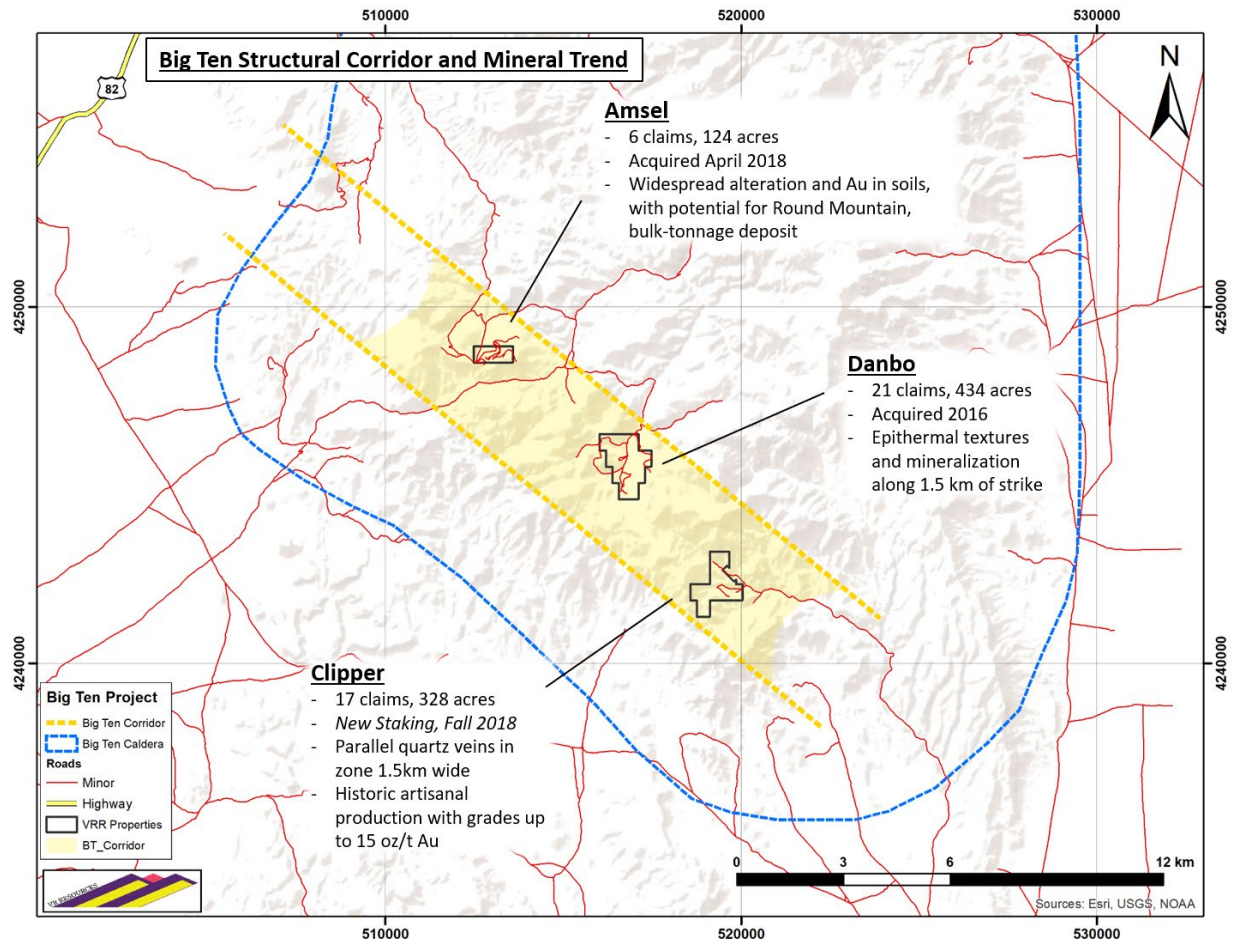 510000
520000
530000
Big Ten Structural Corridor and Mineral Trend
N
82
Amsel
- 6 claims, 124 acres
- Acquired April 2018
- Widespread alteration and Au in soils,
with potential for Round Mountain,
bulk-tonnage deposit
4250000
4250000
Danbo
- 21 claims, 434 acres
- Acquired 2016
- Epithermal textures
and mineralization
along 1.5 km of strike
4240000
4240000
Clipper
- 17 claims, 328 acres
- New Staking, Fall 2018
- Parallel quartz veins in
zone 1.5km wide
- Historic artisanal
production with grades up
to 15 oz/t Au
Big Ten Project
Big Ten Corridor
Big Ten Caldera
Roads
Minor
Highway
VRR Properties
BT_Corridor
VR RESOURCES
0 3 6 12 km
Sources: Esri, USGS, NOAA
510000
520000
530000